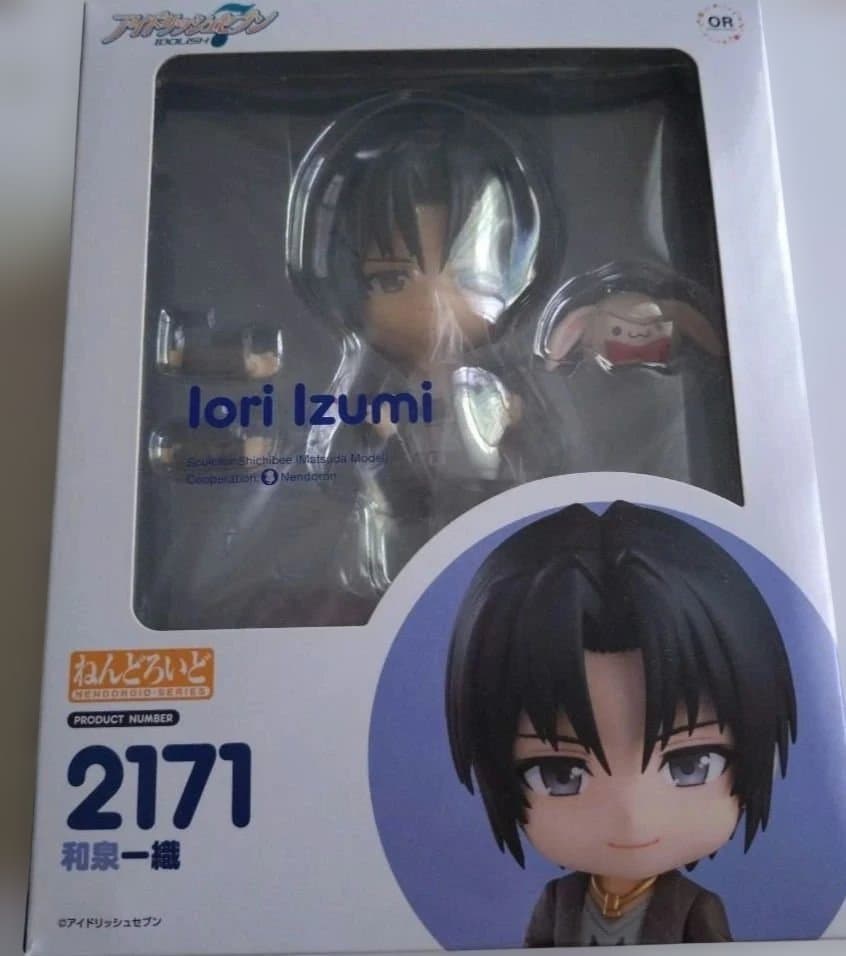 アイドリッシュセブン
IDOLISH 7
OR
Iori Izumi
Sculptor: Shichibee (Matsuda Model)
Cooperation: Nendoron
ねんどろいど
NENDOROID·SERIES
PRODUCT NUMBER
2171
和泉一織
©アイドリッシュセブン